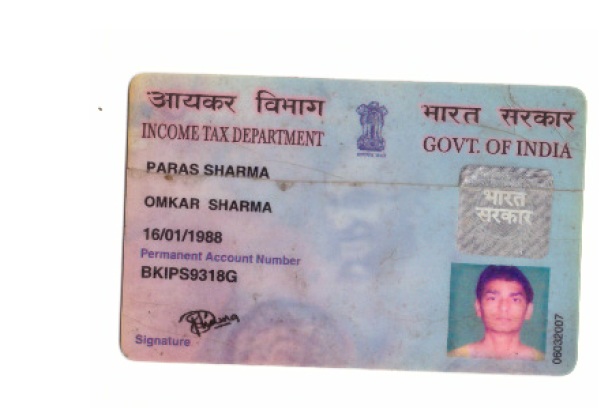 आयकर विभाग
INCOME TAX DEPARTMENT
भारत सरकार
GOVT. OF INDIA
PARAS SHARMA
OMKAR SHARMA
16/01/1988
Permanent Account Number
BKIPS9318G
Signature
भारत
सरकार
06032007